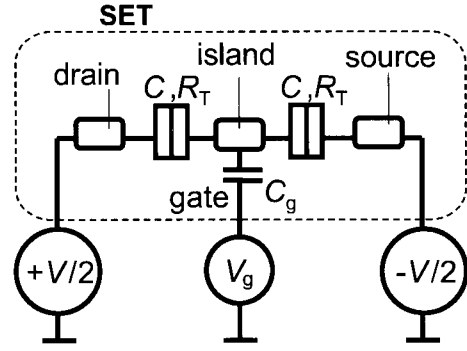 SET
drain
island
source
C,R_T
C,R_T
gate
C_g
+V/2
V_g
-V/2